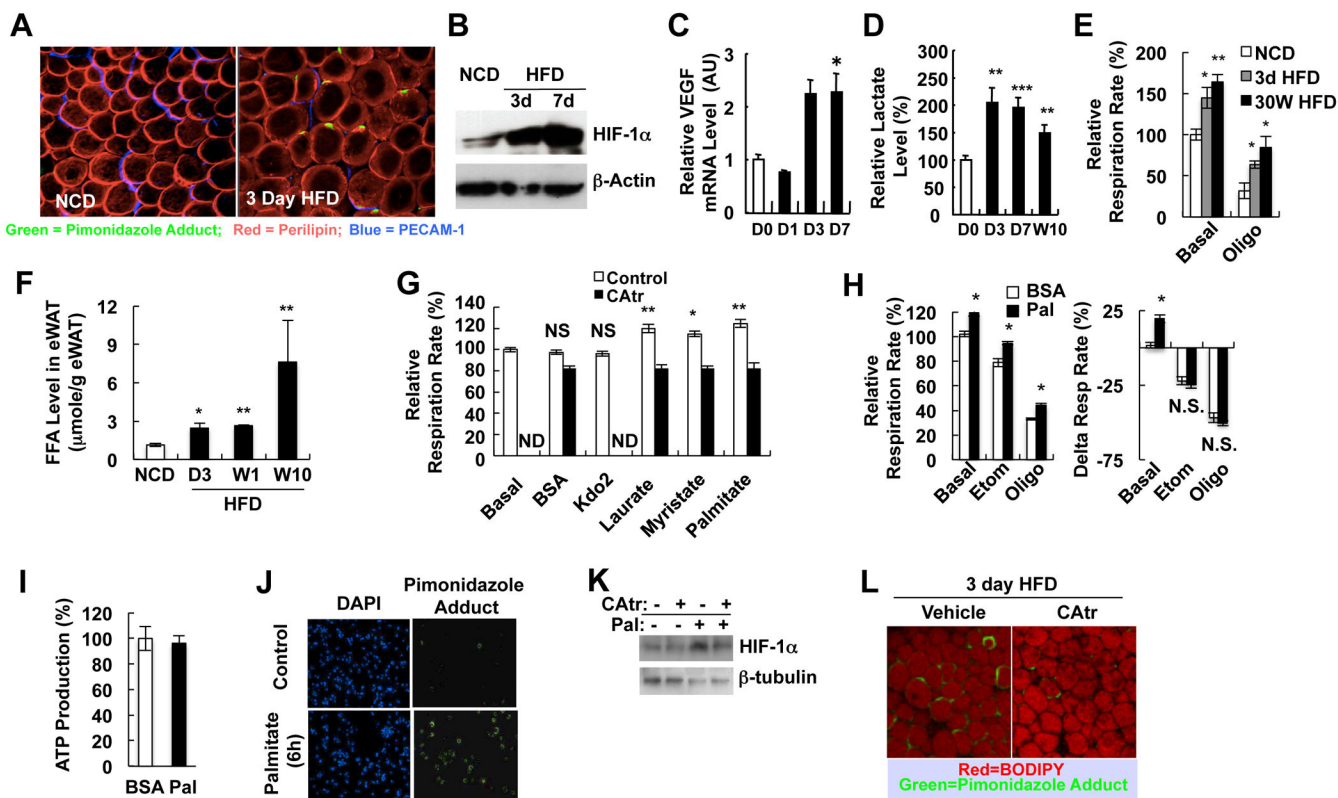 A
NCD
3 Day HFD
Green = Pimonidazole Adduct; Red = Perilipin; Blue = PECAM-1
B
NCD
HFD
3d 7d
HIF-1α
β-Actin
C
Relative VEGF
mRNA Level (AU)
3
2
1
0
*
D0 D1 D3 D7
D
Relative Lactate
Level (%)
300
250
200
150
100
50
0
** *** **
D0 D3 D7 W10
E
NCD
3d HFD
30W HFD
Relative
Respiration Rate (%)
200
150
100
50
0
* **
* *
Basal
Oligo
F
FFA Level in eWAT
(μmole/g eWAT)
12
9
6
3
0
* ** **
NCD D3 W1 W10
HFD
G
Control
CAtr
Relative
Respiration Rate (%)
140
120
100
80
60
40
20
0
NS NS ** * **
ND ND
Basal
BSA
Kdo2
Laurate
Myristate
Palmitate
H
BSA
Pal
Relative
Respiration Rate (%)
120
100
80
60
40
20
0
* * *
Basal
Etom
Oligo
Delta Resp Rate (%)
25
-25
-75
*
N.S.
N.S.
Basal
Etom
Oligo
I
ATP Production (%)
120
100
80
60
40
20
0
BSA Pal
J
DAPI
Pimonidazole
Adduct
Control
Palmitate
(6h)
K
CAtr: - + - +
Pal: - - + +
HIF-1α
β-tubulin
L
3 day HFD
Vehicle CAtr
Red=BODIPY
Green=Pimonidazole Adduct